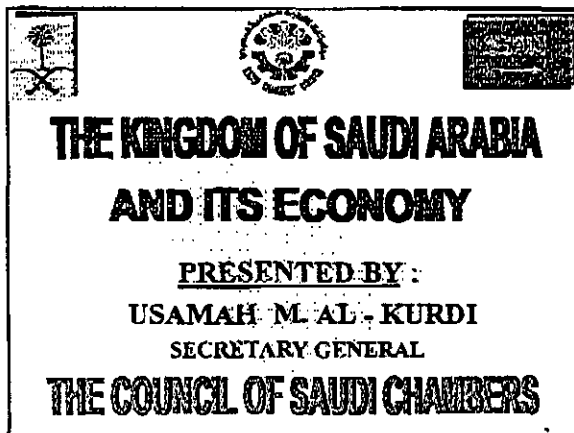 THE KINGDOM OF SAUDI ARABIA
AND ITS ECONOMY
PRESENTED BY :
USAMAH M. AL - KURDI
SECRETARY GENERAL
THE COUNCIL OF SAUDI CHAMBERS